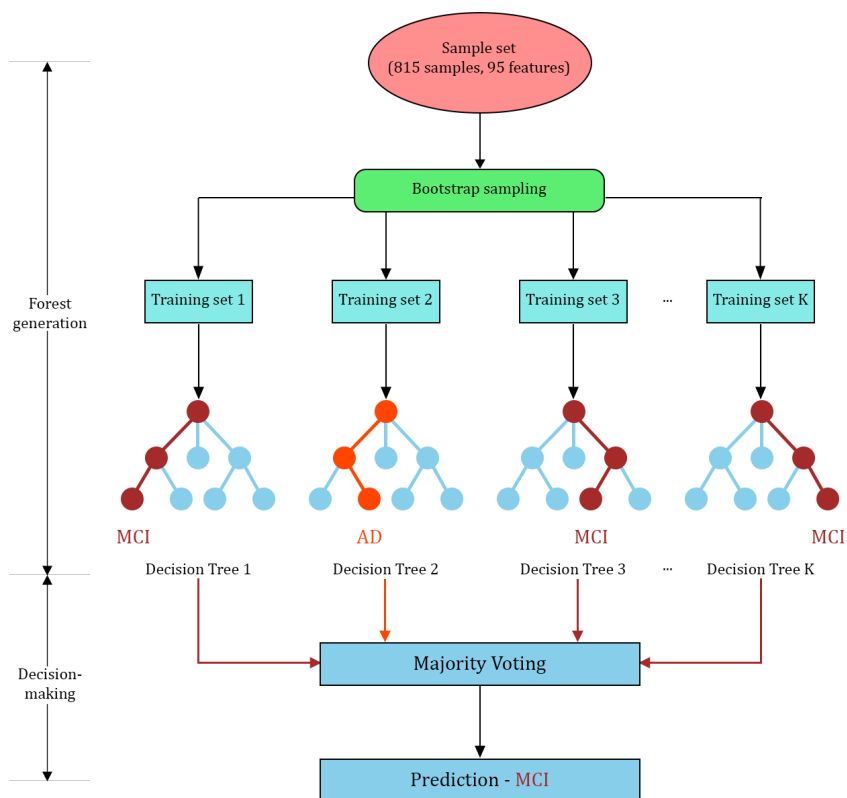 Sample set
(815 samples, 95 features)
Bootstrap sampling
Forest
generation
Training set 1
Training set 2
Training set 3
...
Training set K
MCI
AD
MCI
MCI
Decision Tree 1
Decision Tree 2
Decision Tree 3
...
Decision Tree K
Decision-
making
Majority Voting
Prediction - MCI